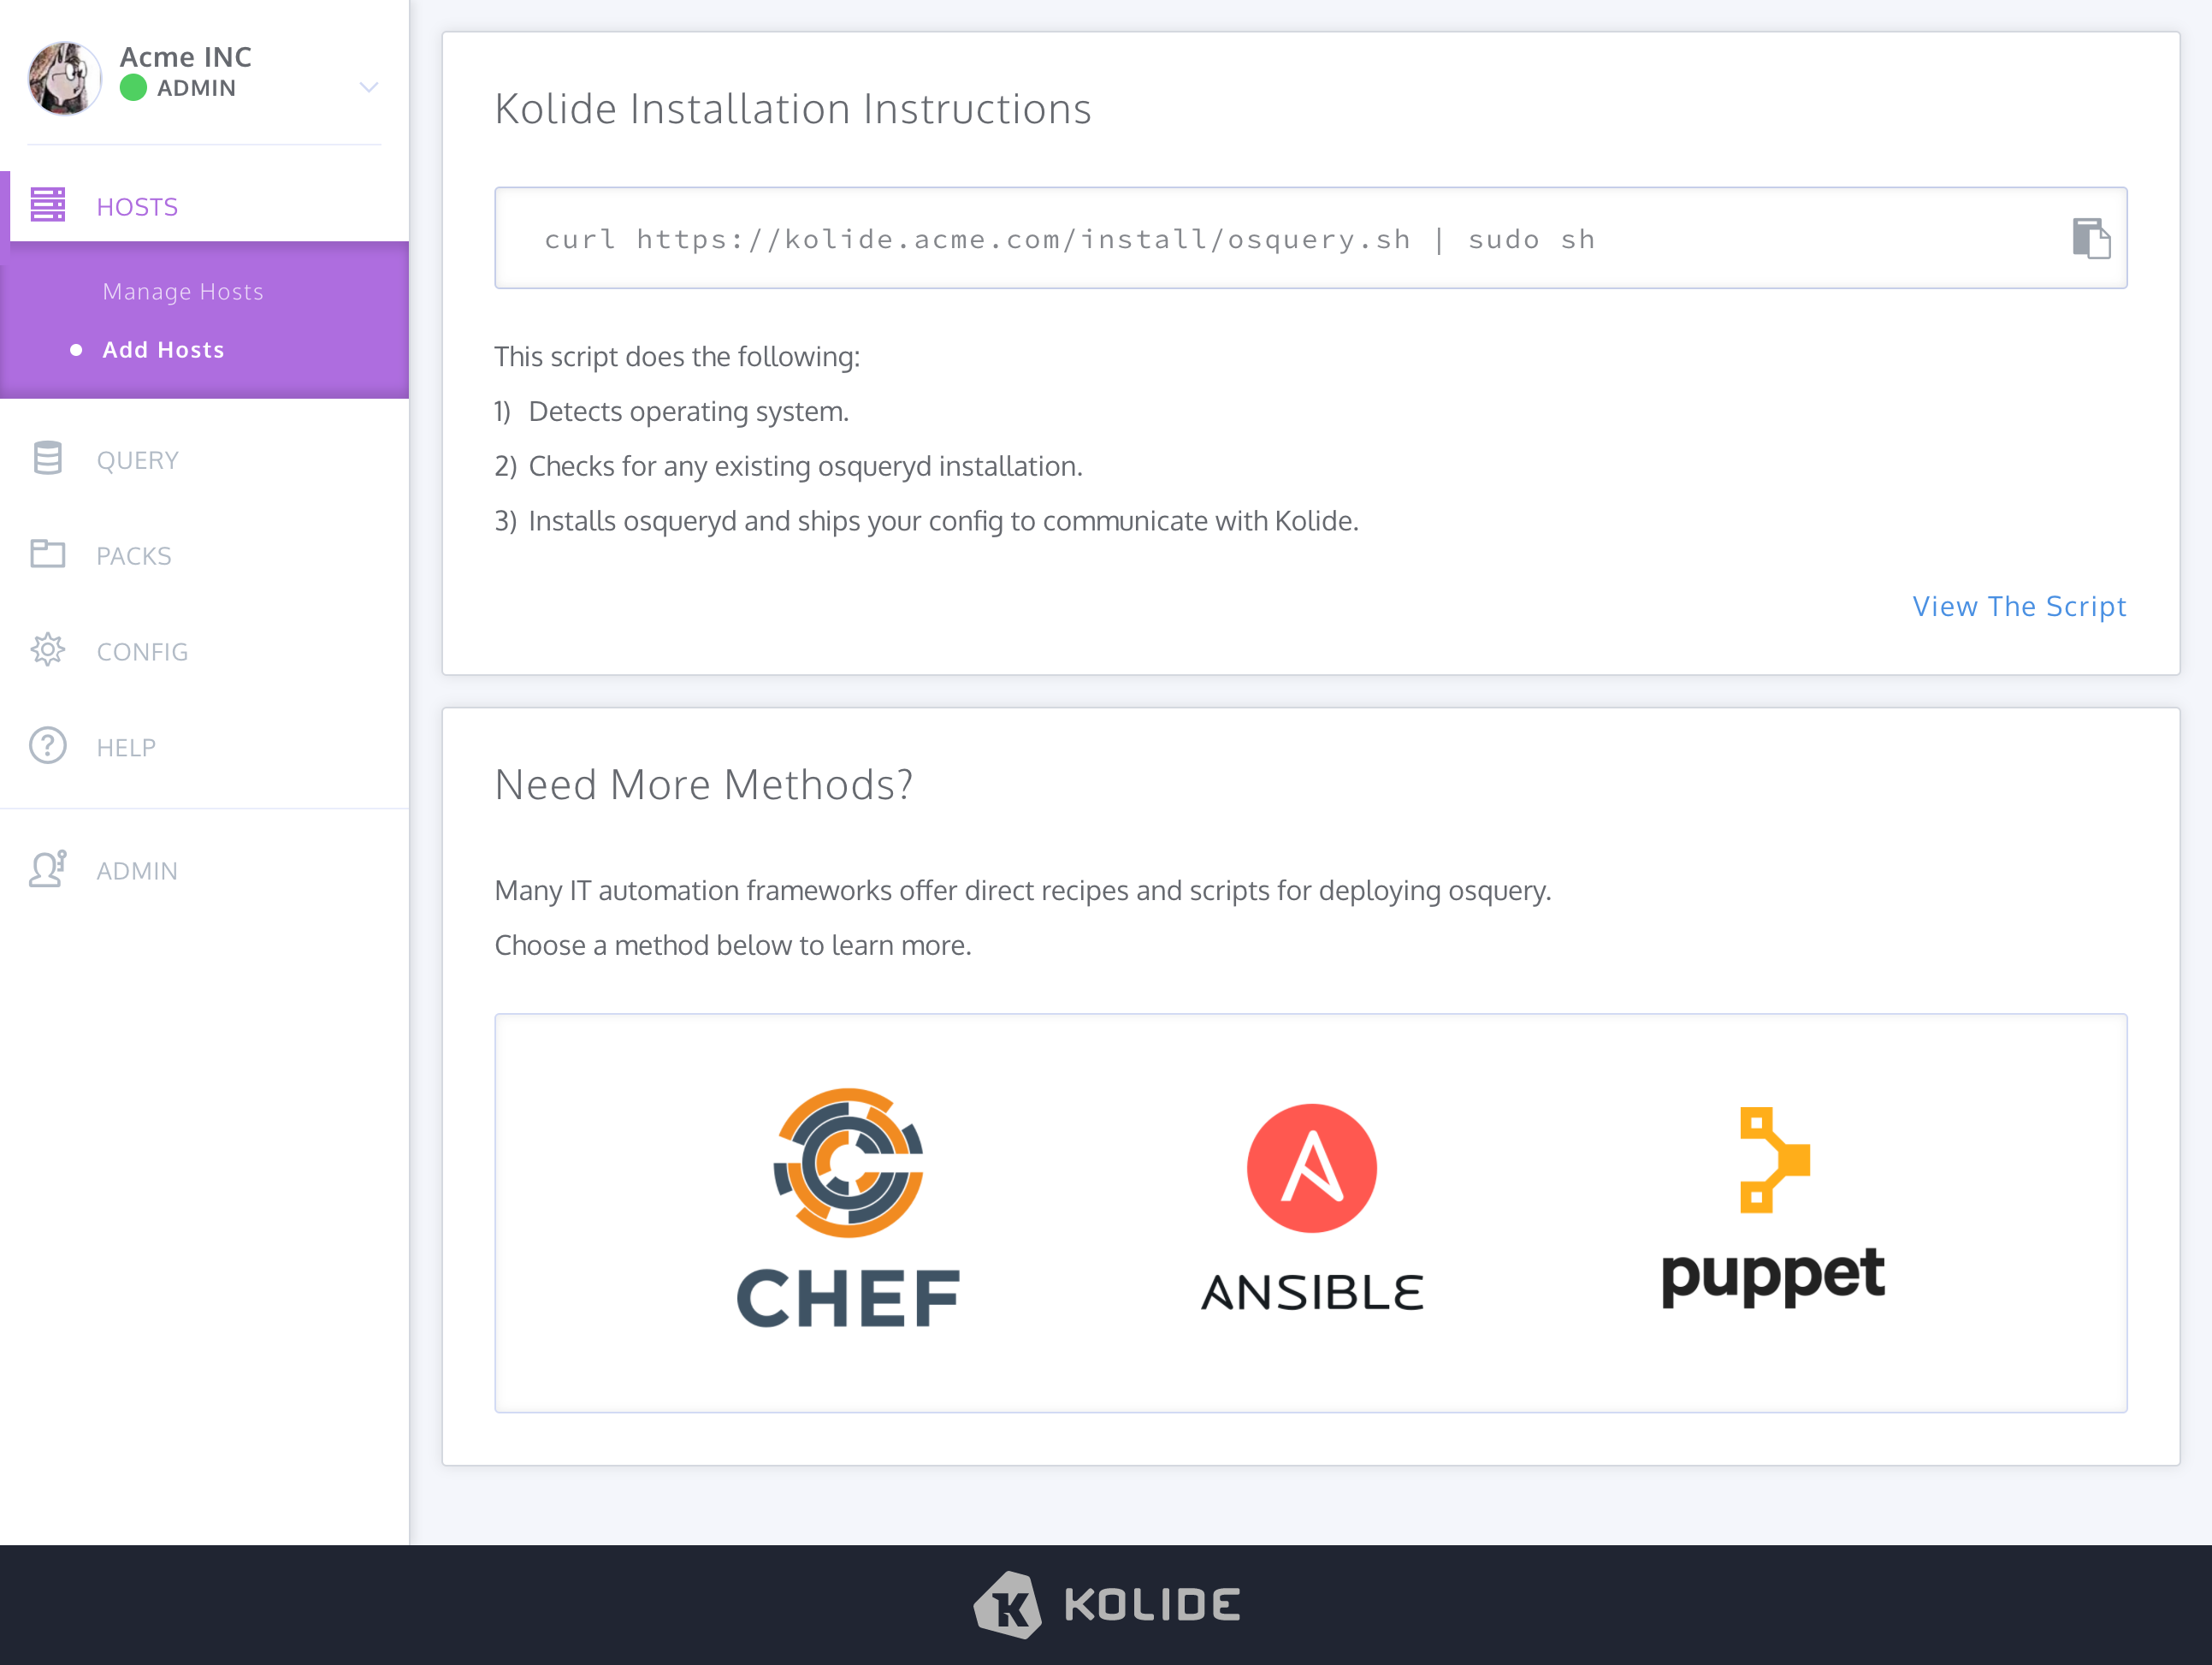 Acme INC
ADMIN
HOSTS
Manage Hosts
Add Hosts
QUERY
PACKS
CONFIG
HELP
ADMIN
Kolide Installation Instructions
curl https://kolide.acme.com/install/osquery.sh | sudo sh
This script does the following:
1) Detects operating system.
2) Checks for any existing osqueryd installation.
3) Installs osqueryd and ships your config to communicate with Kolide.
View The Script
Need More Methods?
Many IT automation frameworks offer direct recipes and scripts for deploying osquery.
Choose a method below to learn more.
CHEF
ANSIBLE
puppet
KOLIDE